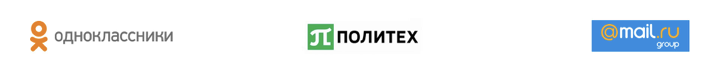 одноклассники
ПОЛИТЕХ
@mail.ru
group